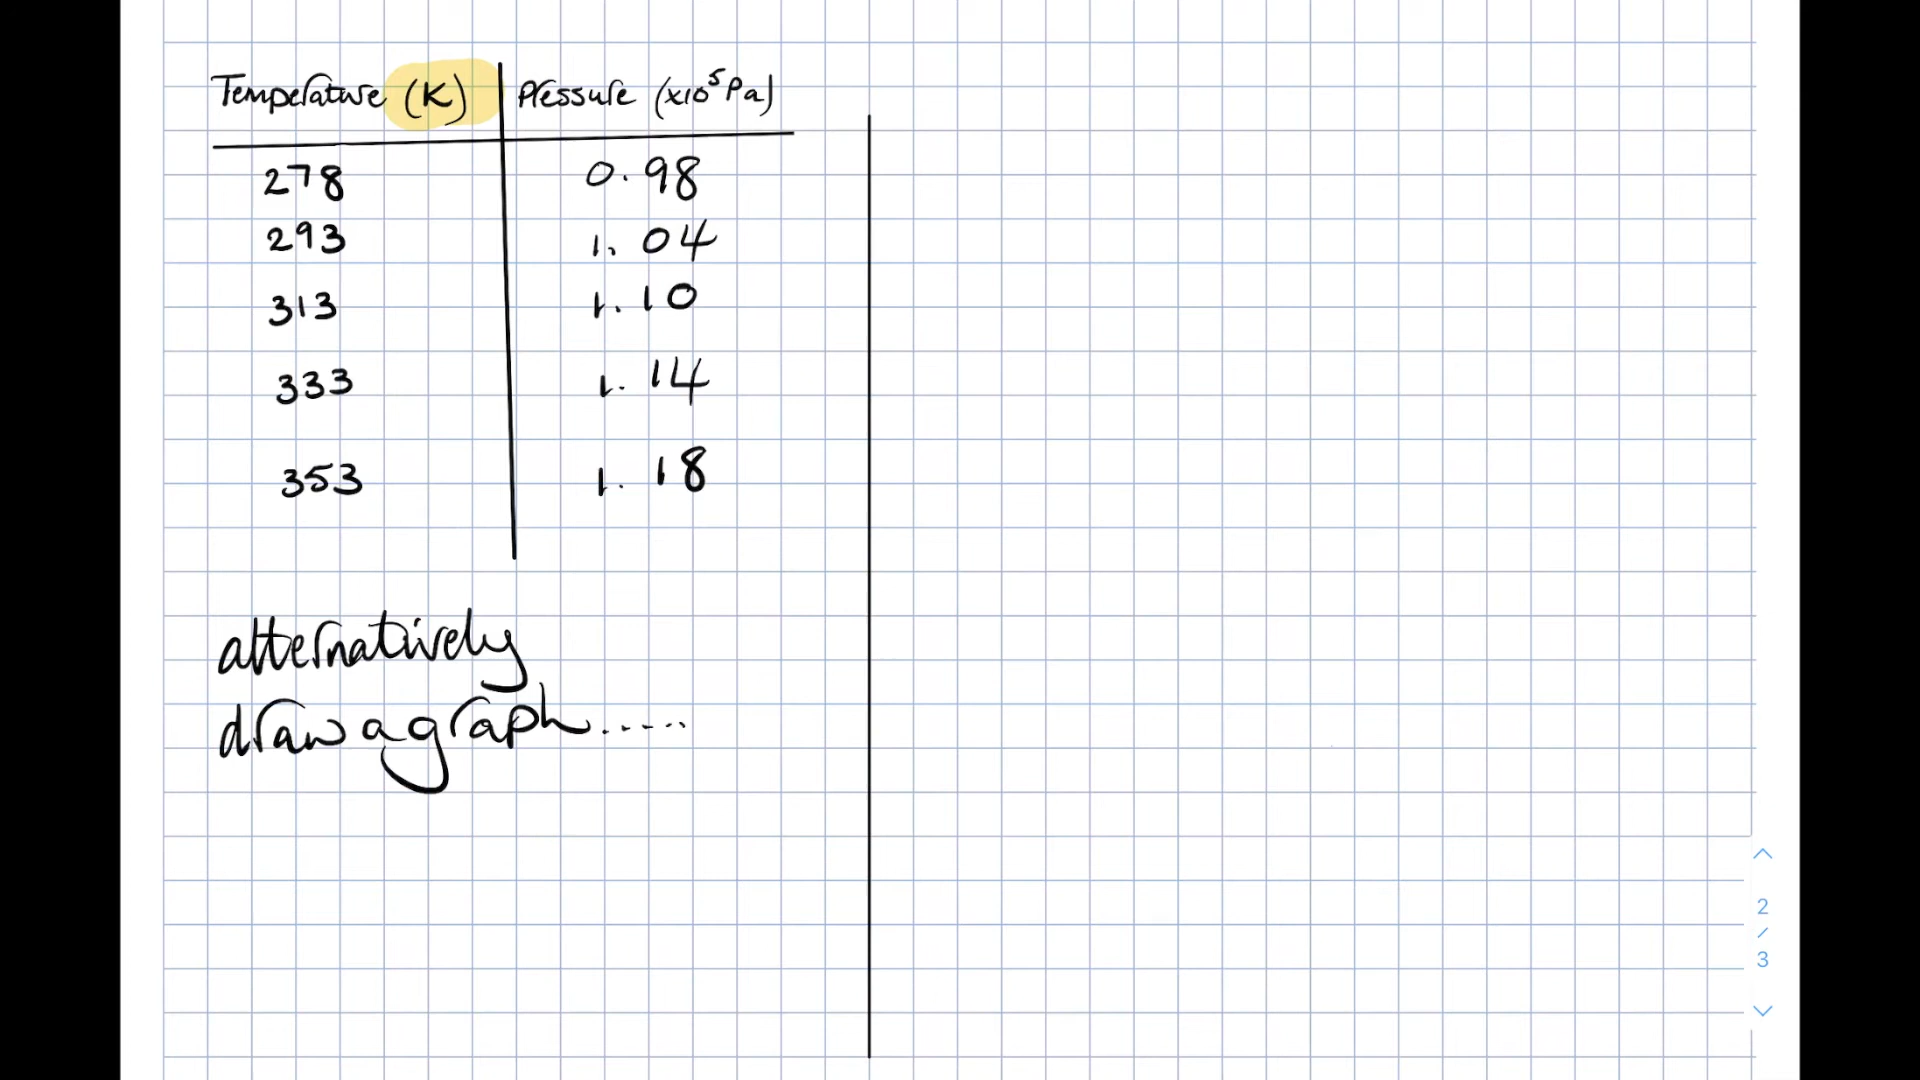 Temperature (K) Pressure (x10⁵ Pa)
278 0.98
293 1.04
313 1.10
333 1.14
353 1.18
alternatively
draw a graph.....
2
/
3